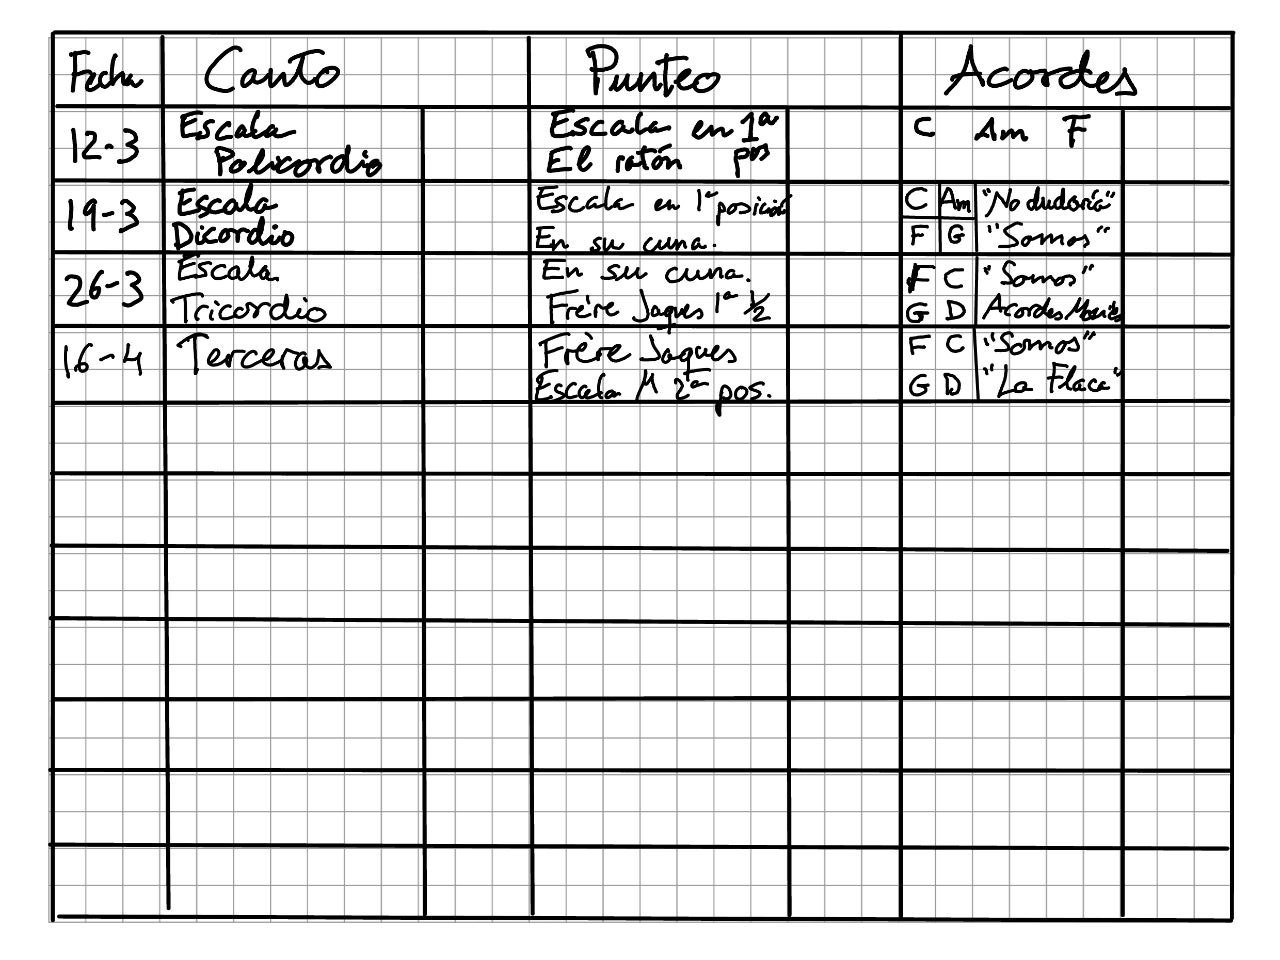 Fecha Canto Punteo Acordes
12-3 Escala Escala en 1ª C Am F
Policordio El ratón pos
19-3 Escala Escala en 1ª posición C Am "No dudaría"
Dicordio En su cuna. F G "Somos"
26-3 Escala En su cuna. F C "Somos"
Tricordio Frère Jaques 1ª ½ G D Acordes
16-4 Terceras Frère Jaques F C "Somos"
Escala M 2ª pos. G D "La Flaca"